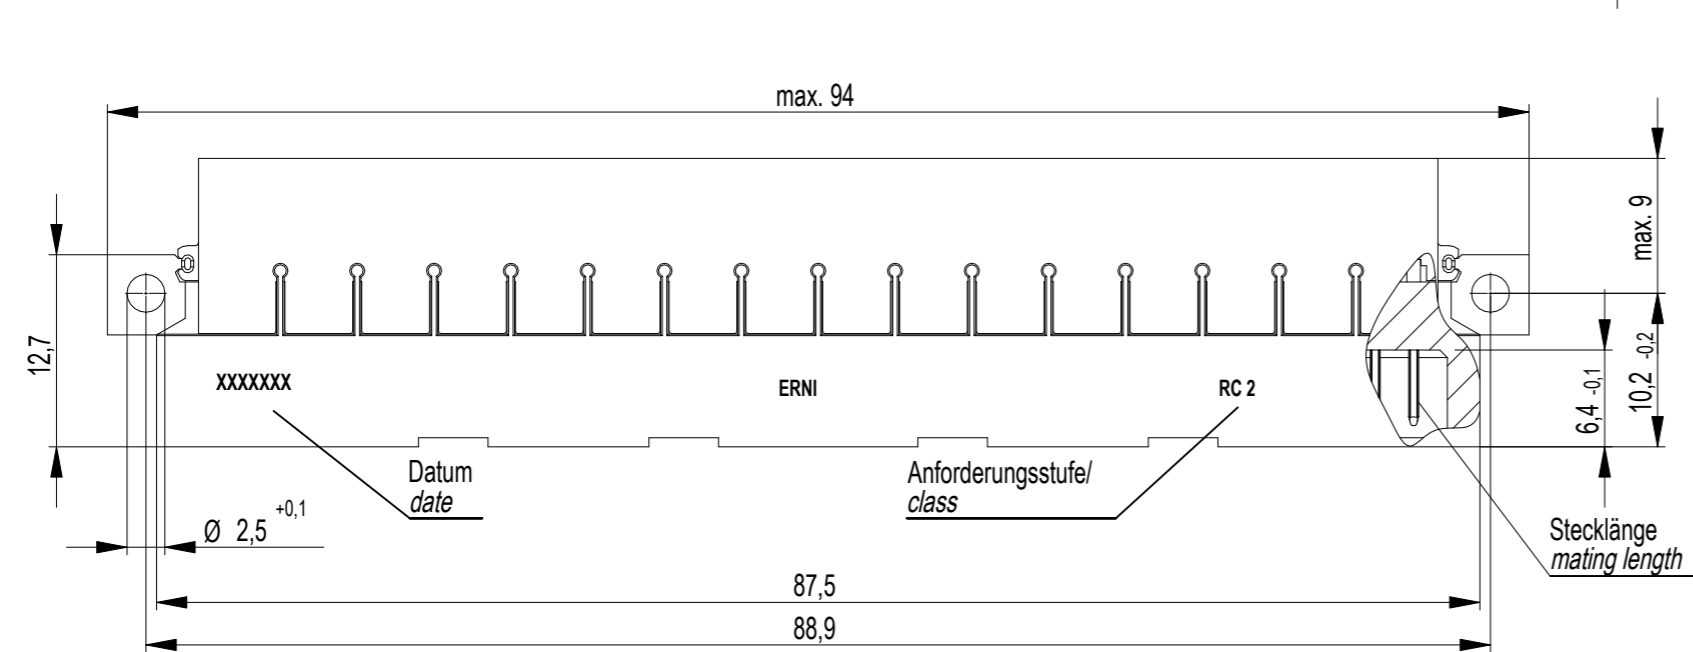 max. 94
max. 9
12,7
10,2 -0,2
6,4 -0,1
XXXXXXX
ERNI
RC 2
Datum
date
Anforderungsstufe/
class
Ø 2,5 +0,1
Stecklänge
mating length
87,5
88,9